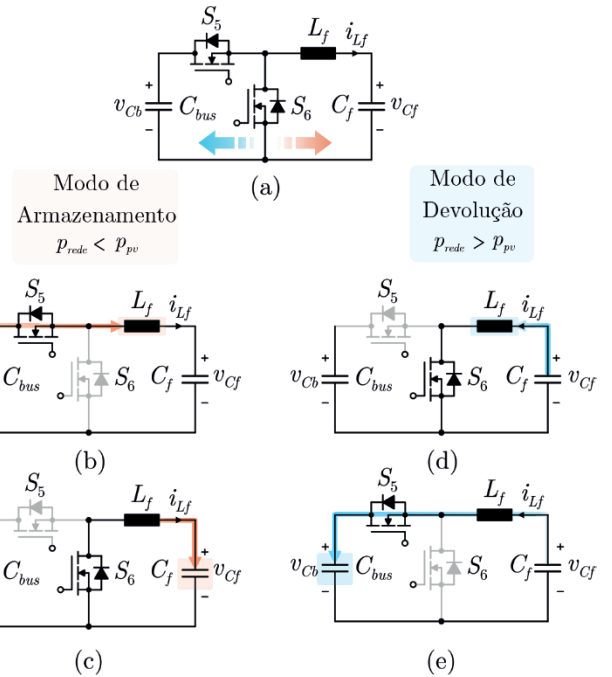 S5
Lf iLf
+ +
vCb Cbus S6 Cf vCf
− −
(a)
Modo de
Armazenamento
prede < ppv
Modo de
Devolução
prede > ppv
S5
Lf iLf
+
Cbus S6 Cf vCf
−
(b)
S5
Lf iLf
+ +
vCb Cbus S6 Cf vCf
− −
(d)
S5
Lf iLf
+
Cbus S6 Cf vCf
−
(c)
S5
Lf iLf
+ +
vCb Cbus S6 Cf vCf
− −
(e)